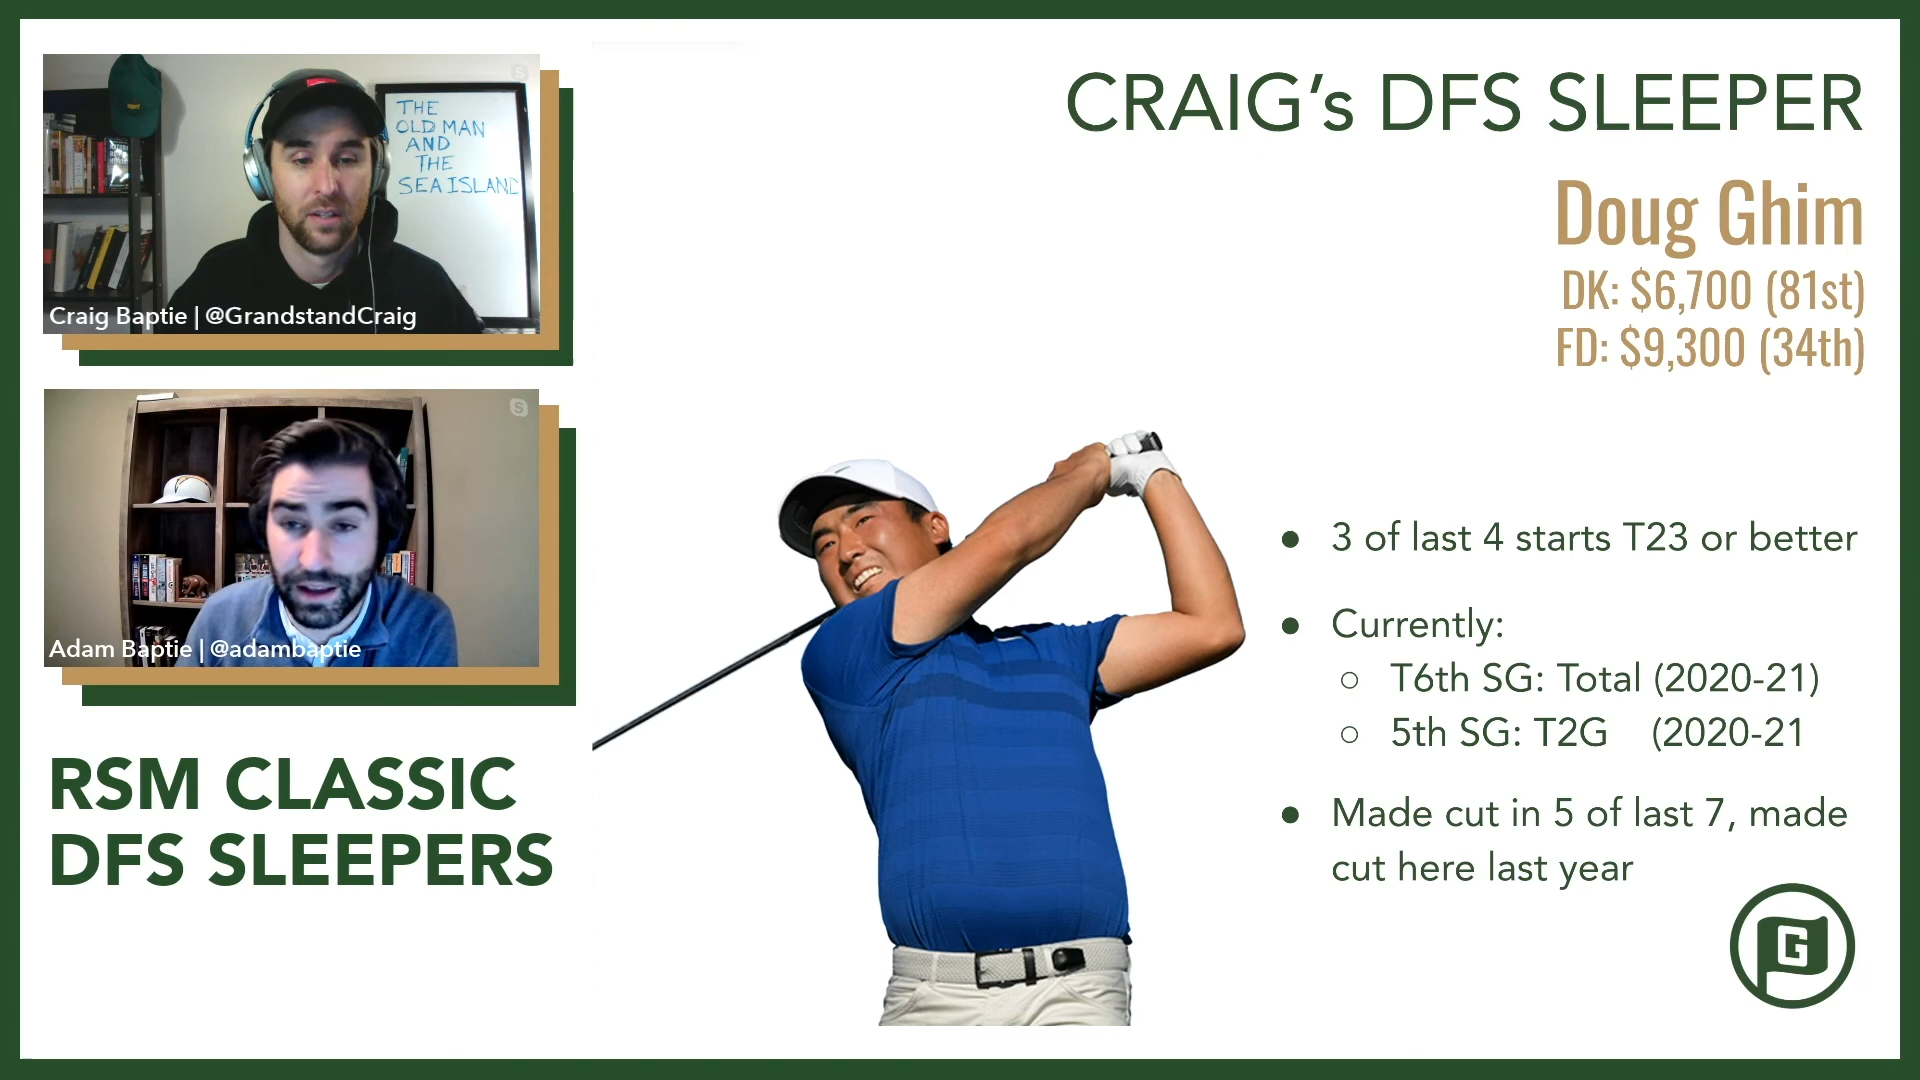 THE
OLD MAN
AND
THE
SEA ISLAND
Craig Baptie | @GrandstandCraig
Adam Baptie | @adambaptie
RSM CLASSIC
DFS SLEEPERS
CRAIG's DFS SLEEPER
Doug Ghim
DK: $6,700 (81st)
FD: $9,300 (34th)
● 3 of last 4 starts T23 or better
● Currently:
○ T6th SG: Total (2020-21)
○ 5th SG: T2G (2020-21
● Made cut in 5 of last 7, made
cut here last year
G